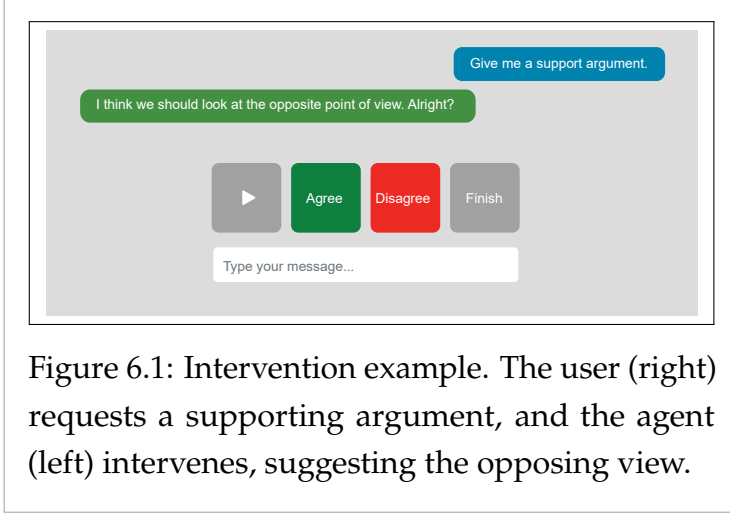 Give me a support argument.
I think we should look at the opposite point of view. Alright?
Agree
Disagree
Finish
Type your message...
Figure 6.1: Intervention example. The user (right)
requests a supporting argument, and the agent
(left) intervenes, suggesting the opposing view.